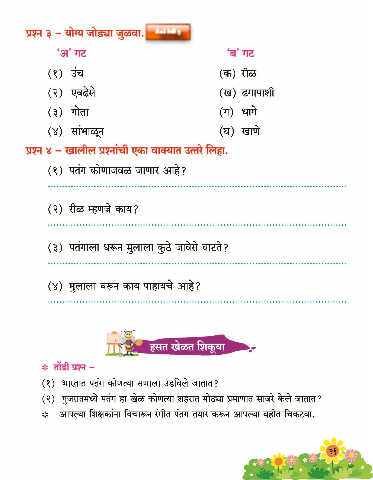 प्रश्न ३ – योग्य जोड्या जुळवा.
‘अ’ गट ‘ब’ गट
(१) उंच (क) रीळ
(२) एवढेसे (ख) ढगापाशी
(३) गोता (ग) धागे
(४) सांभाळून (घ) खाणे
प्रश्न ४ – खालील प्रश्नांची एका वाक्यात उत्तरे लिहा.
(१) पतंग कोणाजवळ जाणार आहे?
(२) रीळ म्हणजे काय?
(३) पतंगाला धरून मुलाला कुठे जावेसे वाटते?
(४) मुलाला वरून काय पाहायचे आहे?
हसत खेळत शिकूया
* तोंडी प्रश्न –
(१) भारतात पतंग कोणत्या सणाला उडविले जातात?
(२) गुजरातमध्ये पतंग हा खेळ कोणत्या शहरात मोठ्या प्रमाणात साजरे केले जातात?
* आपल्या शिक्षकांना विचारून रंगीत पतंग तयार करून आपल्या वहीत चिकटवा.